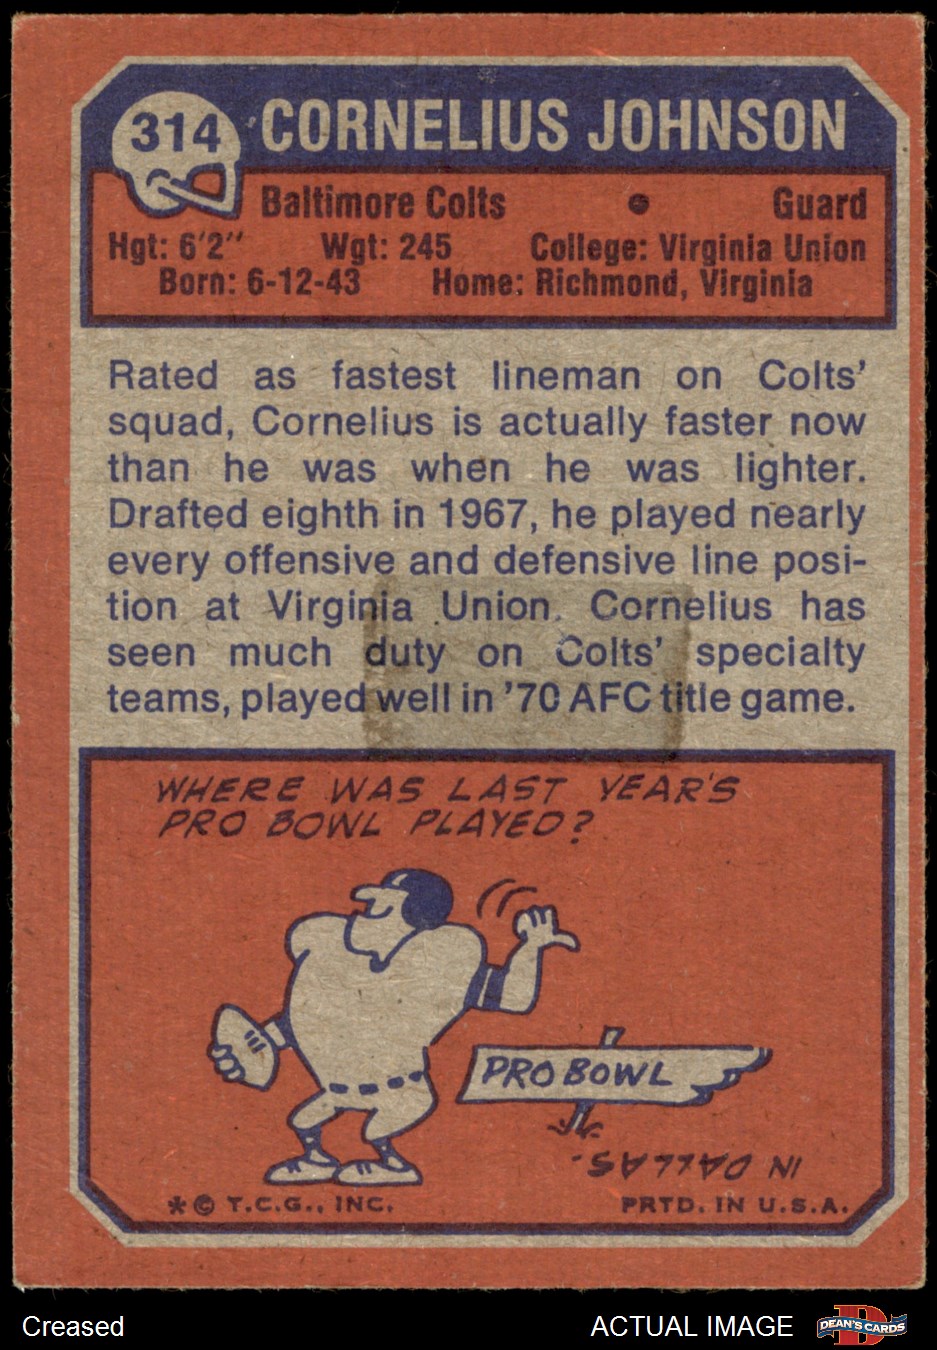 314 CORNELIUS JOHNSON
Baltimore Colts • Guard
Hgt: 6'2" Wgt: 245 College: Virginia Union
Born: 6-12-43 Home: Richmond, Virginia
Rated as fastest lineman on Colts'
squad, Cornelius is actually faster now
than he was when he was lighter.
Drafted eighth in 1967, he played nearly
every offensive and defensive line posi-
tion at Virginia Union. Cornelius has
seen much duty on Colts' specialty
teams, played well in '70 AFC title game.
WHERE WAS LAST YEAR'S
PRO BOWL PLAYED?
PRO BOWL
IN DALLAS.
* © T.C.G., INC. PRTD. IN U.S.A.
Creased ACTUAL IMAGE D DEAN'S CARDS